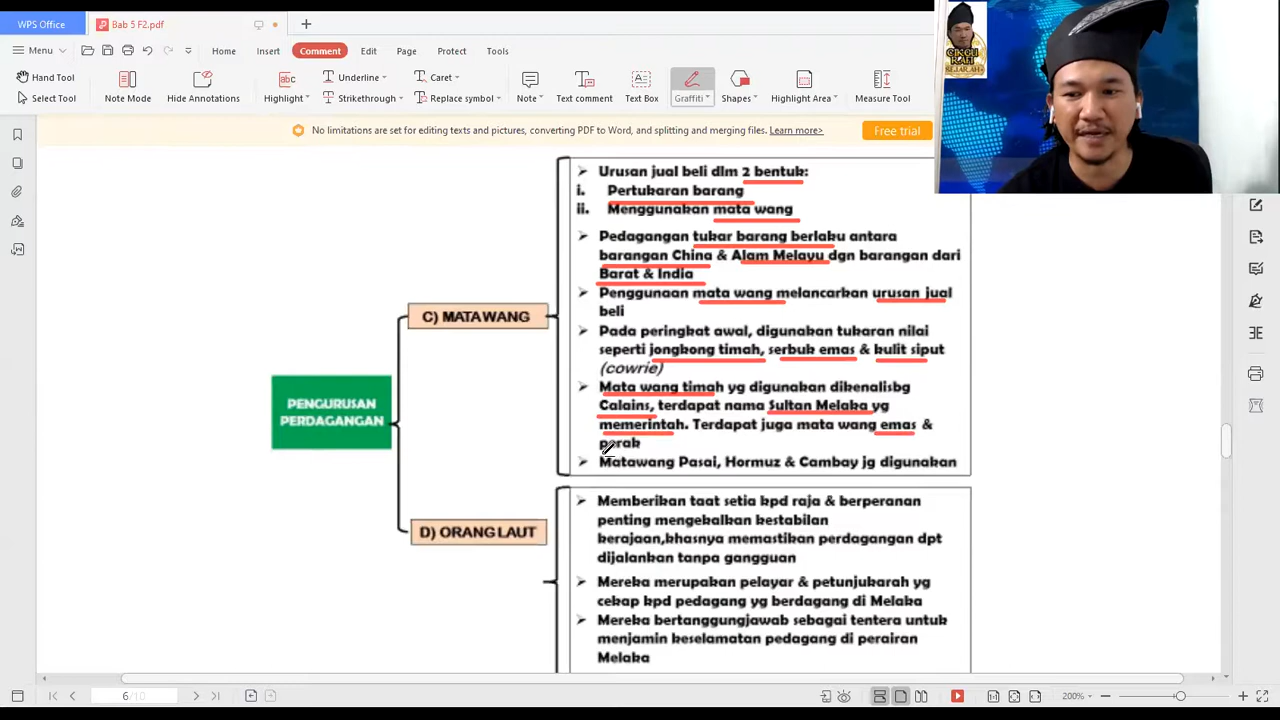 WPS Office
Bab 5 F2.pdf
Menu
Home
Insert
Comment
Edit
Page
Protect
Tools
Hand Tool
Select Tool
Note Mode
Hide Annotations
Highlight
Underline
Strikethrough
Caret
Replace symbol
Note
Text comment
Text Box
Graffiti
Shapes
Highlight Area
Measure Tool
No limitations are set for editing texts and pictures, converting PDF to Word, and splitting and merging files. Learn more>
Free trial
CIKGU
RAFI
SEJARAH
PENGURUSAN
PERDAGANGAN
C) MATA WANG
Urusan jual beli dlm 2 bentuk:
i. Pertukaran barang
ii. Menggunakan mata wang
Pedagangan tukar barang berlaku antara
barangan China & Alam Melayu dgn barangan dari
Barat & India
Penggunaan mata wang melancarkan urusan jual
beli
Pada peringkat awal, digunakan tukaran nilai
seperti jongkong timah, serbuk emas & kulit siput
(cowrie)
Mata wang timah yg digunakan dikenalisbg
Calains, terdapat nama Sultan Melaka yg
memerintah. Terdapat juga mata wang emas &
perak
Matawang Pasai, Hormuz & Cambay jg digunakan
D) ORANG LAUT
Memberikan taat setia kpd raja & berperanan
penting mengekalkan kestabilan
kerajaan,khasnya memastikan perdagangan dpt
dijalankan tanpa gangguan
Mereka merupakan pelayar & petunjukarah yg
cekap kpd pedagang yg berdagang di Melaka
Mereka bertanggungjawab sebagai tentera untuk
menjamin keselamatan pedagang di perairan
Melaka
6/10
200%